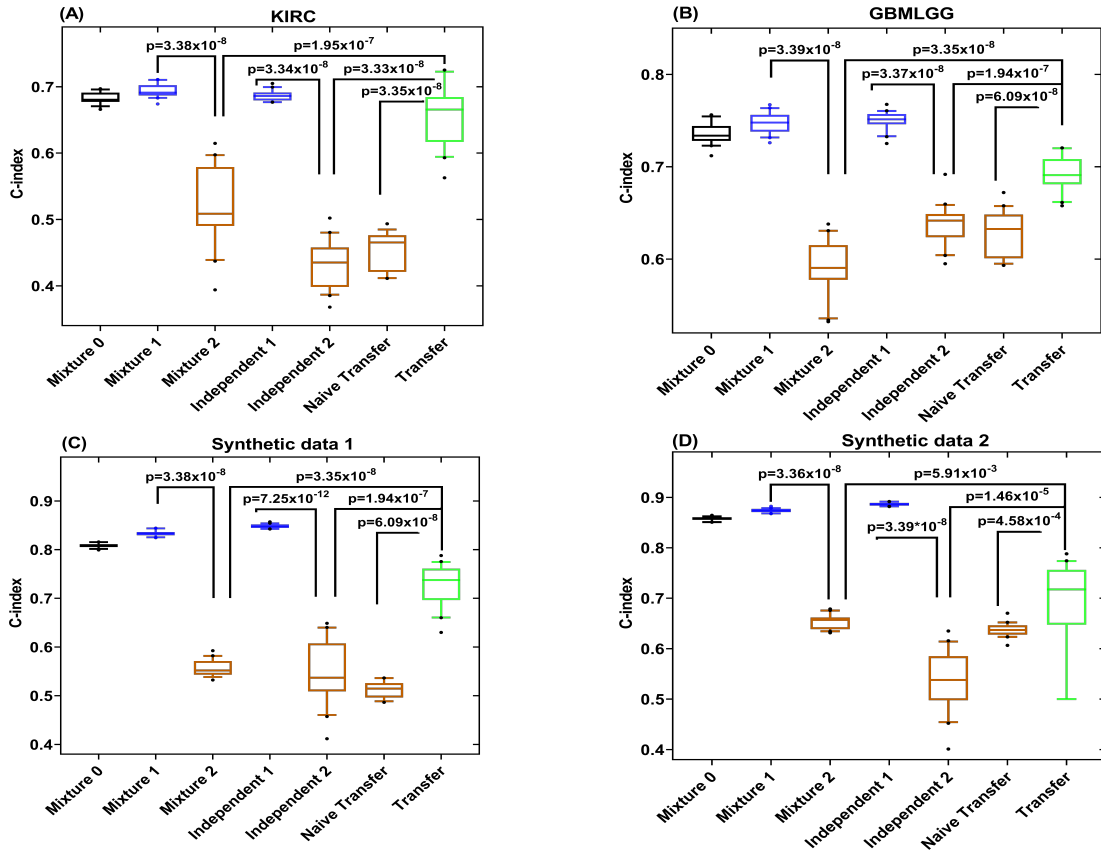 (A)
KIRC
C-index
0.7
0.6
0.5
0.4
p=3.38x10^-8
p=1.95x10^-7
p=3.34x10^-8
p=3.33x10^-8
p=3.35x10^-8
Mixture 0
Mixture 1
Mixture 2
Independent 1
Independent 2
Naive Transfer
Transfer
(B)
GBMLGG
C-index
0.8
0.7
0.6
p=3.39x10^-8
p=3.35x10^-8
p=3.37x10^-8
p=1.94x10^-7
p=6.09x10^-8
Mixture 0
Mixture 1
Mixture 2
Independent 1
Independent 2
Naive Transfer
Transfer
(C)
Synthetic data 1
C-index
0.9
0.8
0.7
0.6
0.5
0.4
p=3.38x10^-8
p=3.35x10^-8
p=7.25x10^-12
p=1.94x10^-7
p=6.09x10^-8
Mixture 0
Mixture 1
Mixture 2
Independent 1
Independent 2
Naive Transfer
Transfer
(D)
Synthetic data 2
C-index
0.9
0.8
0.7
0.6
0.5
0.4
p=3.36x10^-8
p=5.91x10^-3
p=1.46x10^-5
p=3.39*10^-8
p=4.58x10^-4
Mixture 0
Mixture 1
Mixture 2
Independent 1
Independent 2
Naive Transfer
Transfer